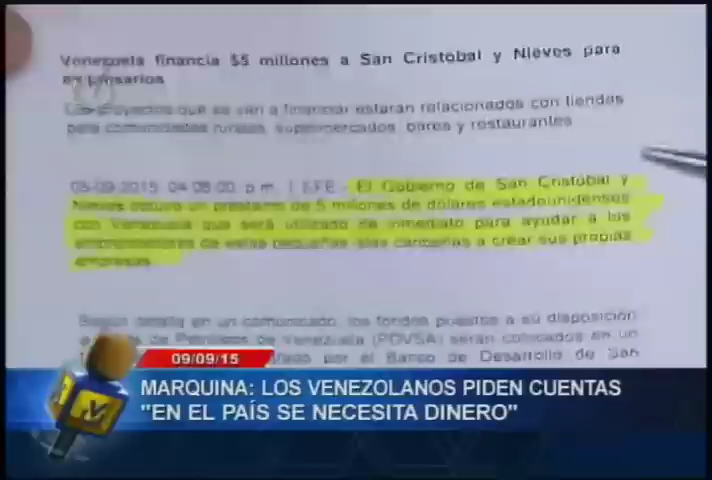 Venezuela financia $5 millones a San Cristóbal y Nieves para
empresarios
Los proyectos que se van a financiar estarán relacionados con tiendas
para comunidades rurales, supermercados, bares y restaurantes
05-09-2015 04:08:00 p.m. | EFE.- El Gobierno de San Cristóbal y
Nieves obtuvo un préstamo de 5 millones de dólares estadounidenses
con Venezuela que será utilizado de inmediato para ayudar a los
emprendedores de estas pequeñas islas caribeñas a crear sus propias
empresas.
Según detalla en un comunicado, los fondos puestos a su disposición
de Petróleos de Venezuela (PDVSA) serán colocados en un
por el Banco de Desarrollo de San
09/09/15
MARQUINA: LOS VENEZOLANOS PIDEN CUENTAS
"EN EL PAÍS SE NECESITA DINERO"